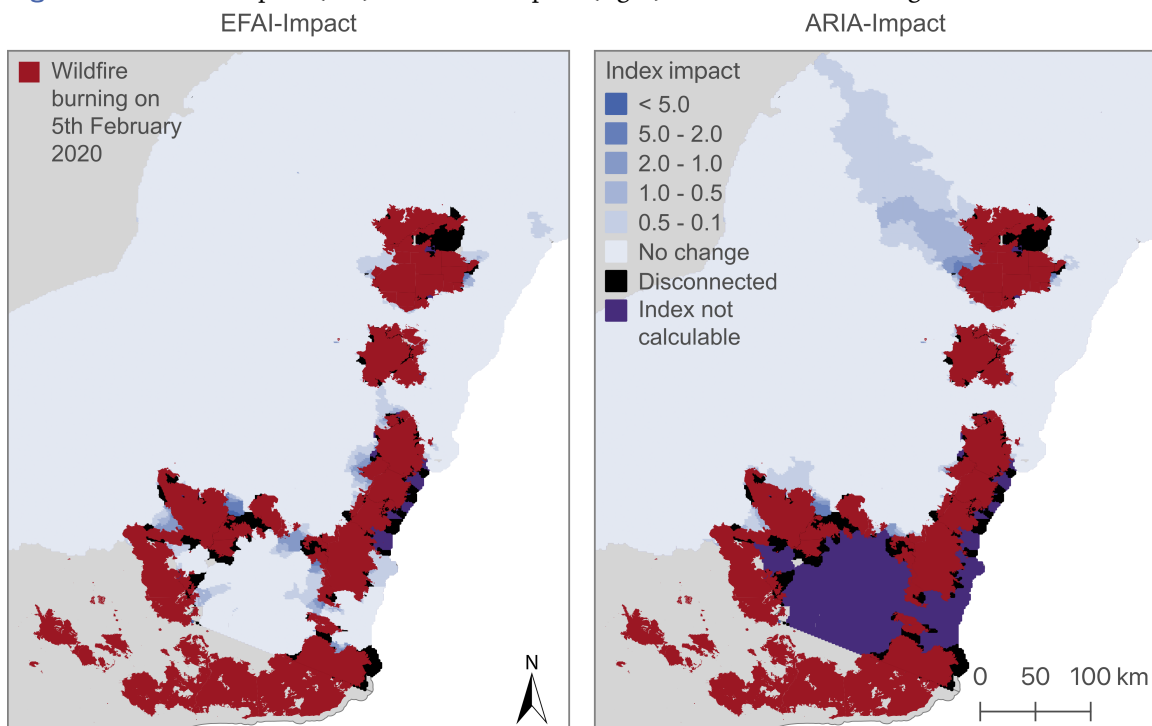 EFAI-Impact
ARIA-Impact
Wildfire
burning on
5th February
2020
N
Index impact
< 5.0
5.0 - 2.0
2.0 - 1.0
1.0 - 0.5
0.5 - 0.1
No change
Disconnected
Index not
calculable
0 50 100 km